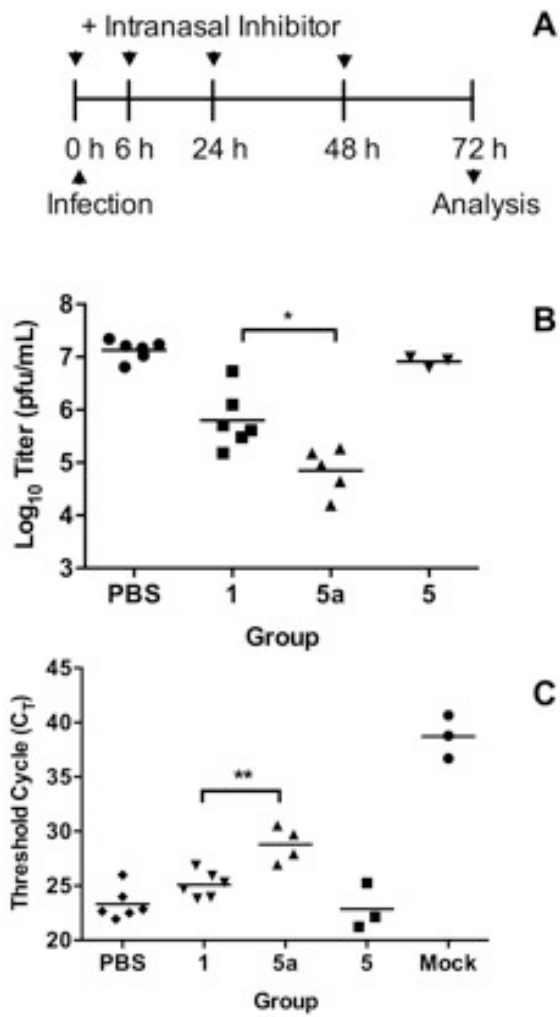 + Intranasal Inhibitor
A
0 h 6 h 24 h 48 h 72 h
Infection Analysis
B
Log10 Titer (pfu/mL)
8
7
6
5
4
3
*
PBS 1 5a 5
Group
C
Threshold Cycle (CT)
45
40
35
30
25
20
**
PBS 1 5a 5 Mock
Group